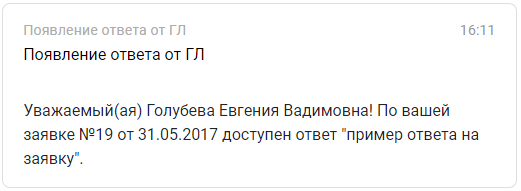 Появление ответа от ГЛ 16:11
Появление ответа от ГЛ
Уважаемый(ая) Голубева Евгения Вадимовна! По вашей
заявке №19 от 31.05.2017 доступен ответ "пример ответа на
заявку".